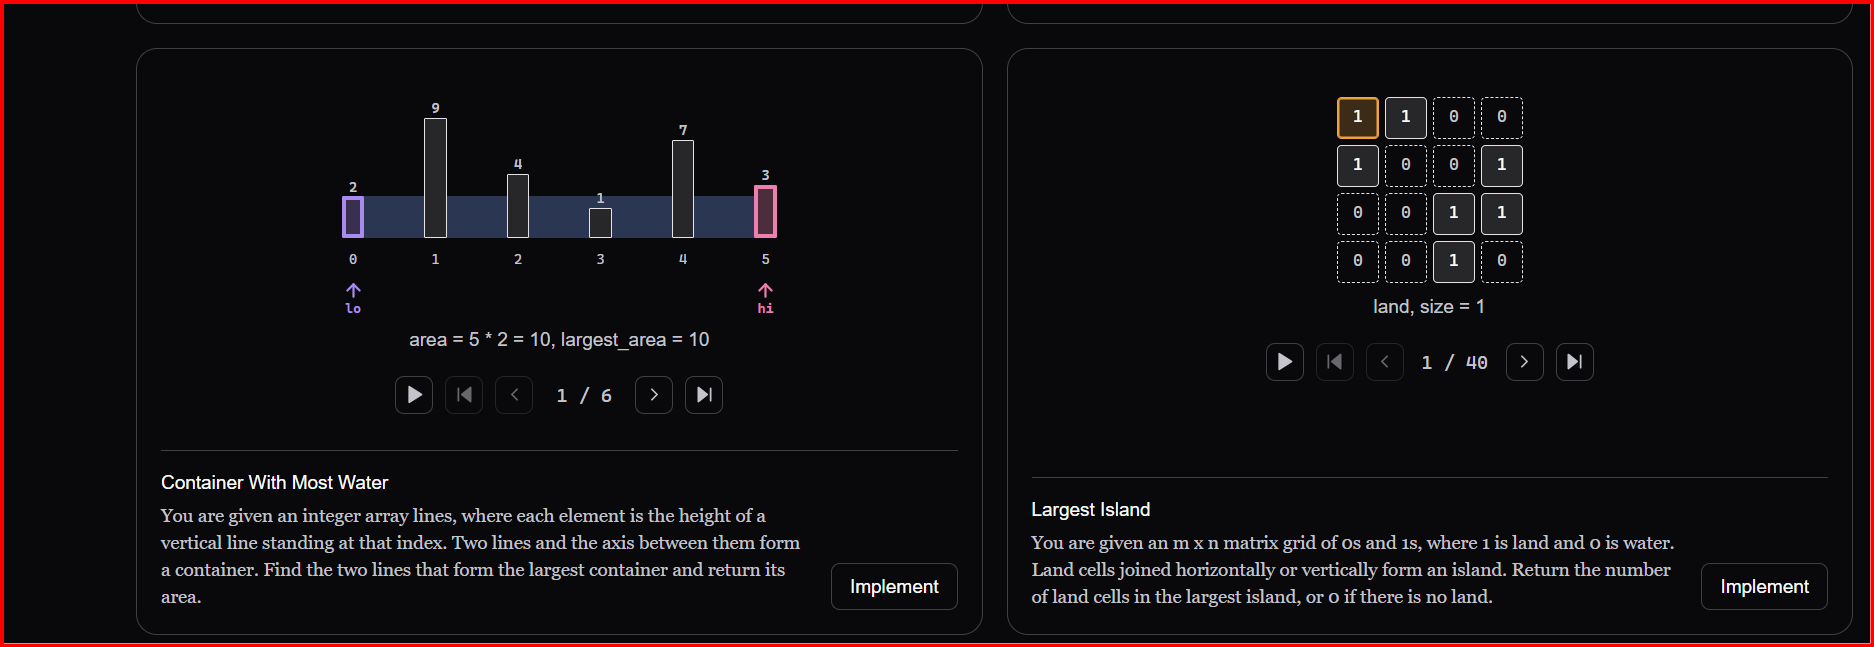 9
7
4
3
2
1
0 1 2 3 4 5
lo hi
area = 5 * 2 = 10, largest_area = 10
1 / 6
Container With Most Water
You are given an integer array lines, where each element is the height of a
vertical line standing at that index. Two lines and the axis between them form
a container. Find the two lines that form the largest container and return its
area.
Implement
1 1 0 0
1 0 0 1
0 0 1 1
0 0 1 0
land, size = 1
1 / 40
Largest Island
You are given an m x n matrix grid of 0s and 1s, where 1 is land and 0 is water.
Land cells joined horizontally or vertically form an island. Return the number
of land cells in the largest island, or 0 if there is no land.
Implement